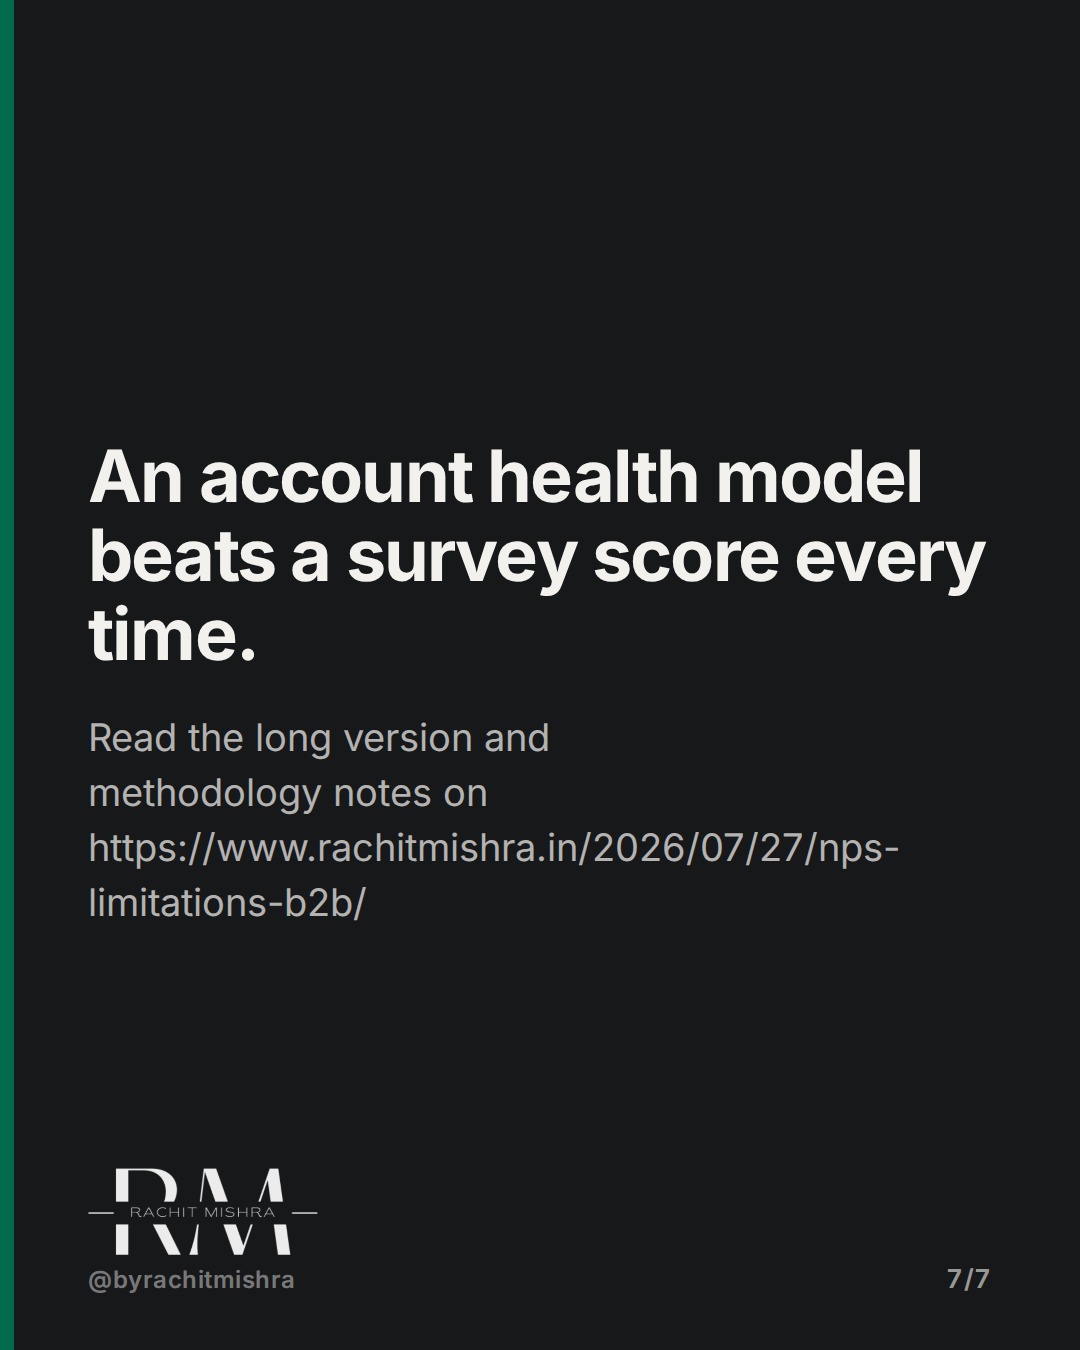 An account health model
beats a survey score every
time.
Read the long version and
methodology notes on
https://www.rachitmishra.in/2026/07/27/nps-
limitations-b2b/
RM
RACHIT MISHRA
@byrachitmishra
7/7